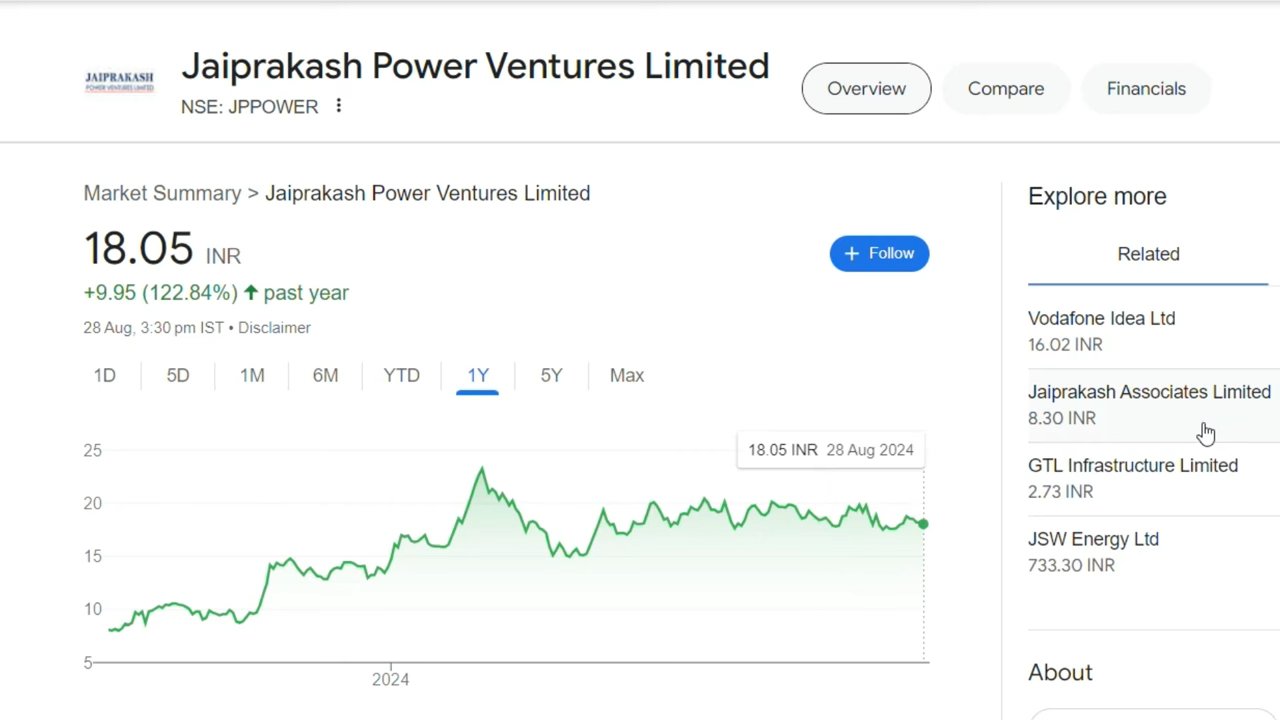 JAIPRAKASH
POWER VENTURES LIMITED
Jaiprakash Power Ventures Limited
NSE: JPPOWER
Overview
Compare
Financials
Market Summary > Jaiprakash Power Ventures Limited
18.05 INR
+ Follow
+9.95 (122.84%) ↑ past year
28 Aug, 3:30 pm IST • Disclaimer
1D
5D
1M
6M
YTD
1Y
5Y
Max
18.05 INR 28 Aug 2024
25
20
15
10
5
2024
Explore more
Related
Vodafone Idea Ltd
16.02 INR
Jaiprakash Associates Limited
8.30 INR
GTL Infrastructure Limited
2.73 INR
JSW Energy Ltd
733.30 INR
About